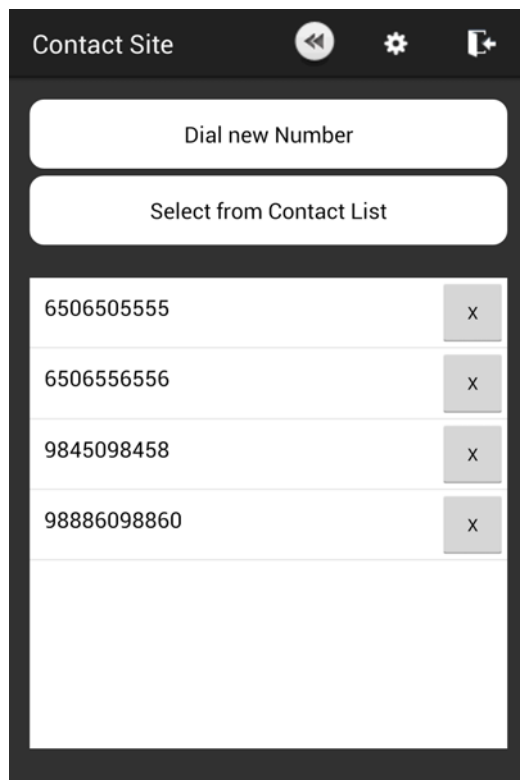 Contact Site
Dial new Number
Select from Contact List
6506505555
X
6506556556
X
9845098458
X
98886098860
X